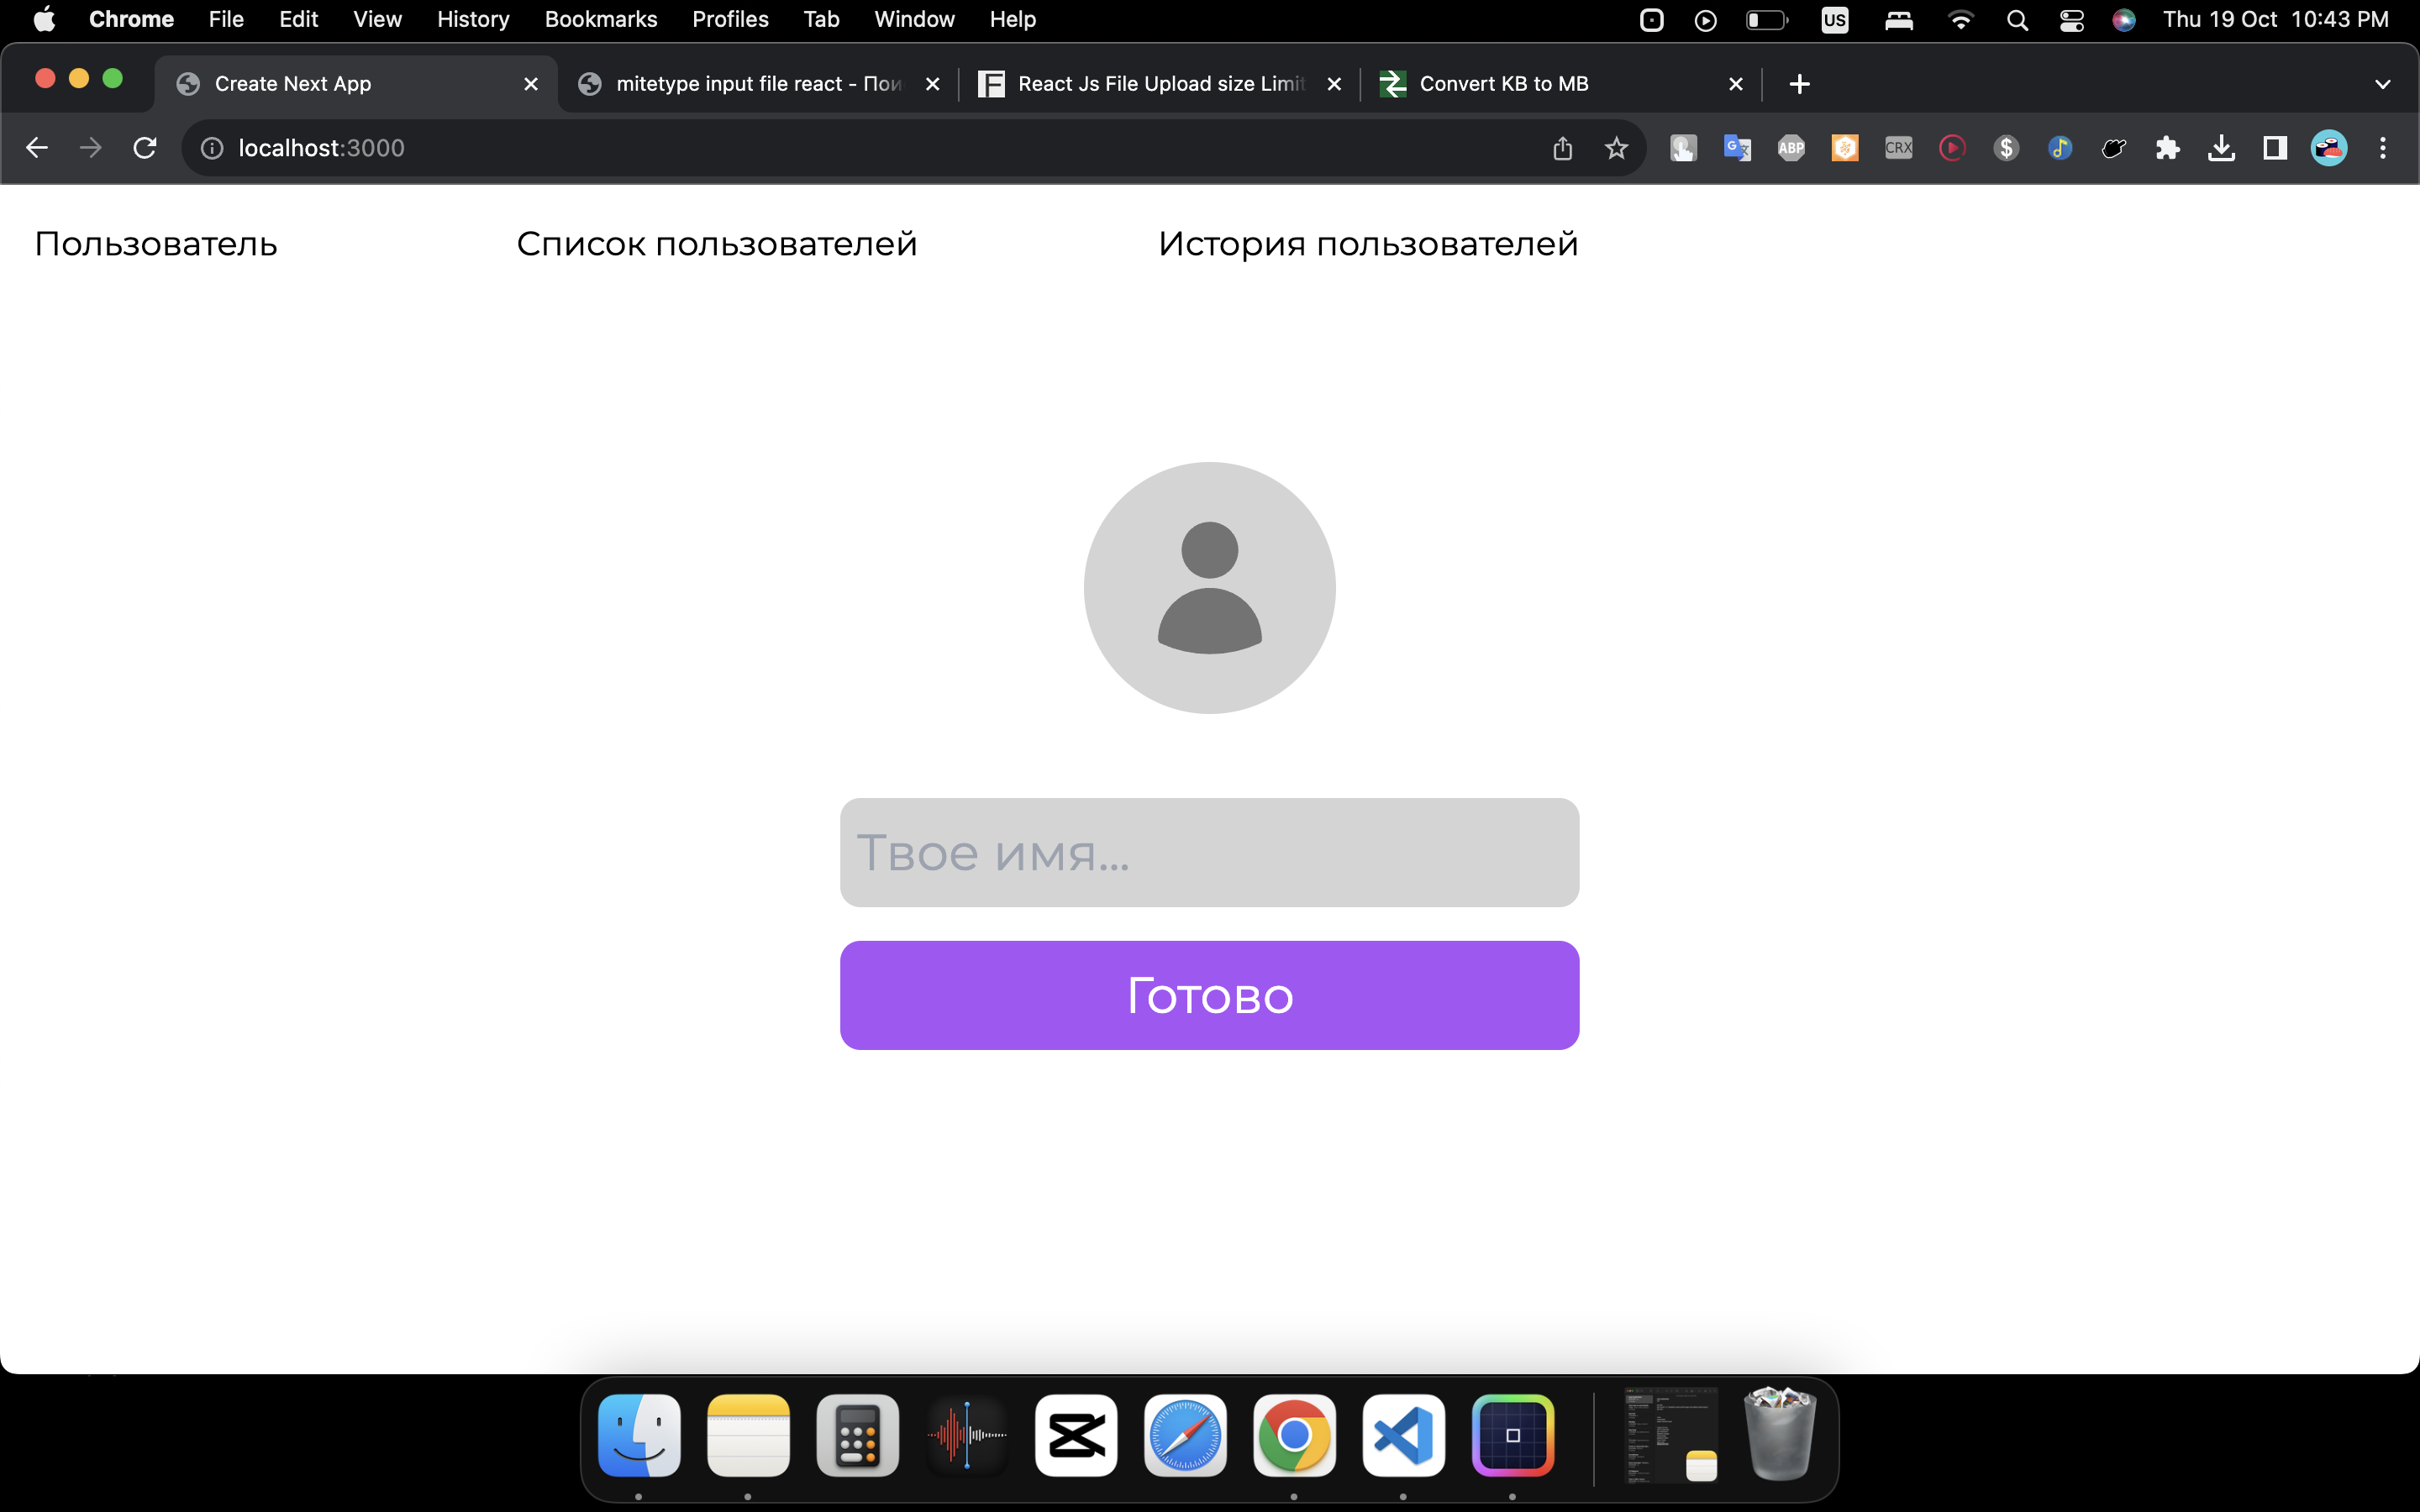 Chrome File Edit View History Bookmarks Profiles Tab Window Help US Thu 19 Oct 10:43 PM
Create Next App mitetype input file react - Пои React Js File Upload size Limit Convert KB to MB
localhost:3000 ABP CRX
Пользователь Список пользователей История пользователей
Твое имя...
Готово